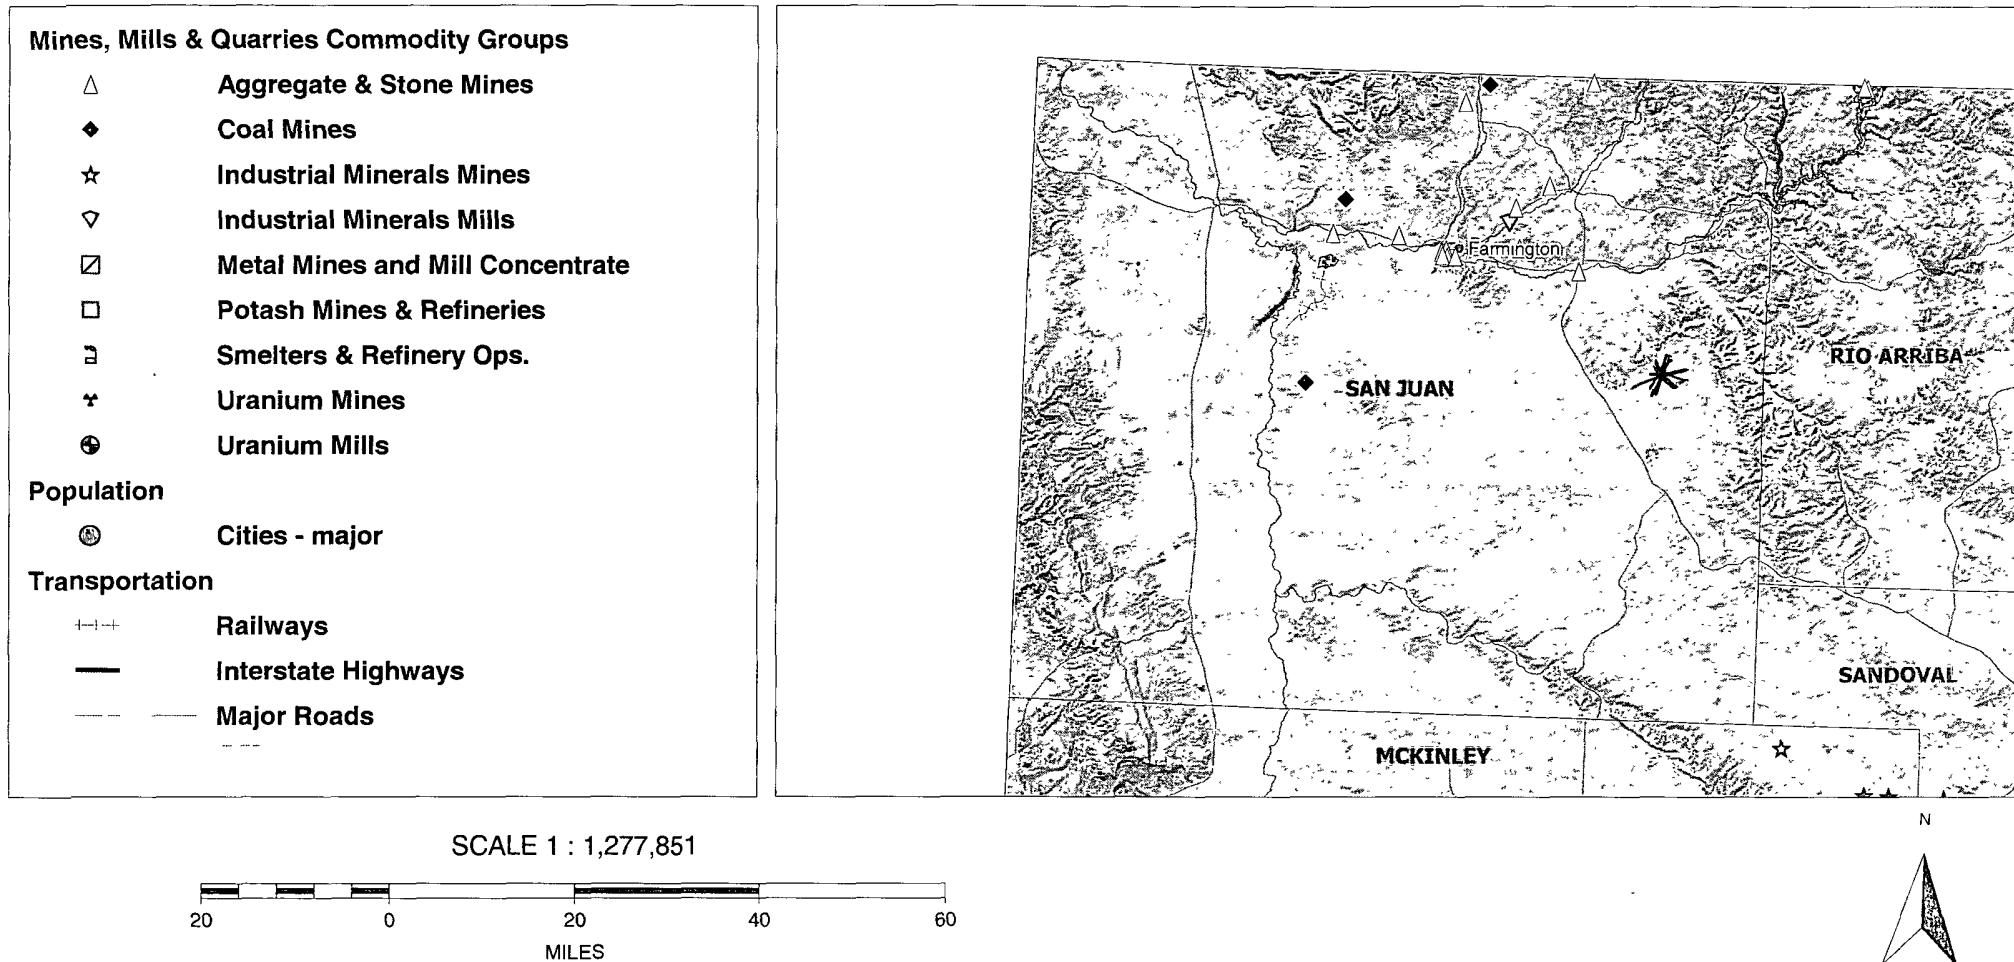 Mines, Mills & Quarries Commodity Groups
Aggregate & Stone Mines
Coal Mines
Industrial Minerals Mines
Industrial Minerals Mills
Metal Mines and Mill Concentrate
Potash Mines & Refineries
Smelters & Refinery Ops.
Uranium Mines
Uranium Mills
Population
Cities - major
Transportation
Railways
Interstate Highways
Major Roads
Farmington
RIO ARRIBA
SAN JUAN
SANDOVAL
MCKINLEY
N
SCALE 1 : 1,277,851
20 0 20 40 60
MILES